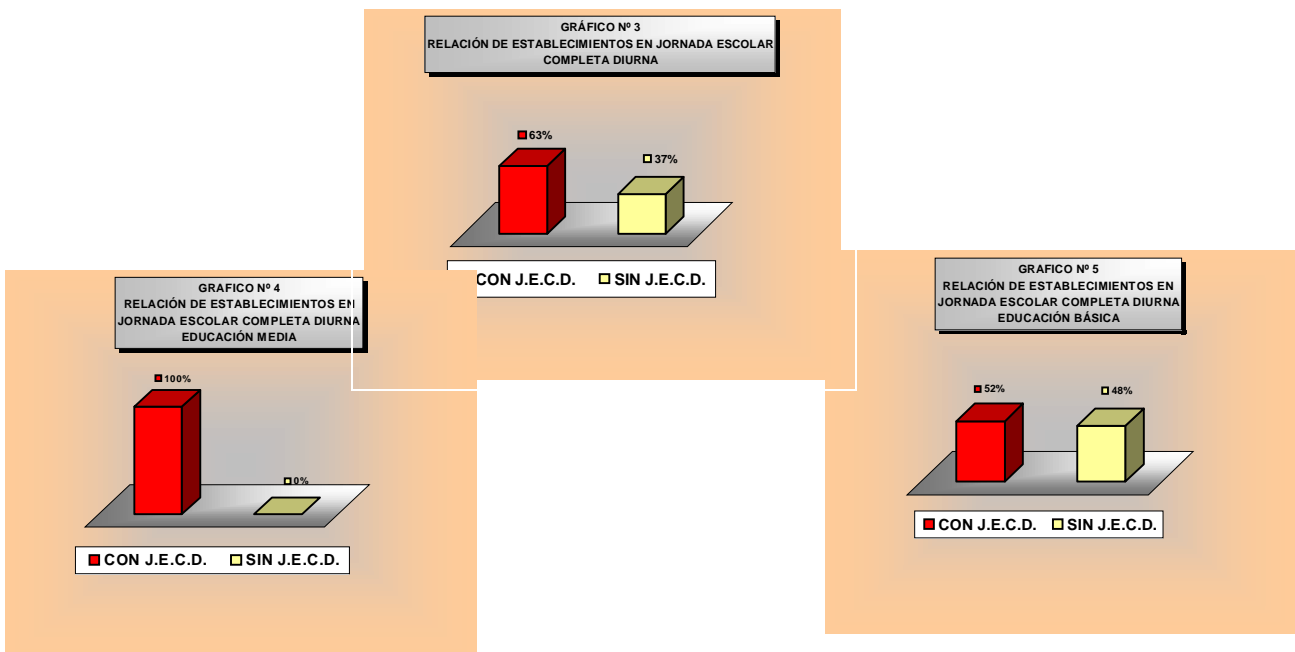 GRÁFICO Nº 3
RELACIÓN DE ESTABLECIMIENTOS EN JORNADA ESCOLAR
COMPLETA DIURNA
63%
37%
CON J.E.C.D. SIN J.E.C.D.
GRAFICO Nº 4
RELACIÓN DE ESTABLECIMIENTOS EN
JORNADA ESCOLAR COMPLETA DIURNA
EDUCACIÓN MEDIA
100%
0%
CON J.E.C.D. SIN J.E.C.D.
GRAFICO Nº 5
RELACIÓN DE ESTABLECIMIENTOS EN
JORNADA ESCOLAR COMPLETA DIURNA
EDUCACIÓN BÁSICA
52%
48%
CON J.E.C.D. SIN J.E.C.D.